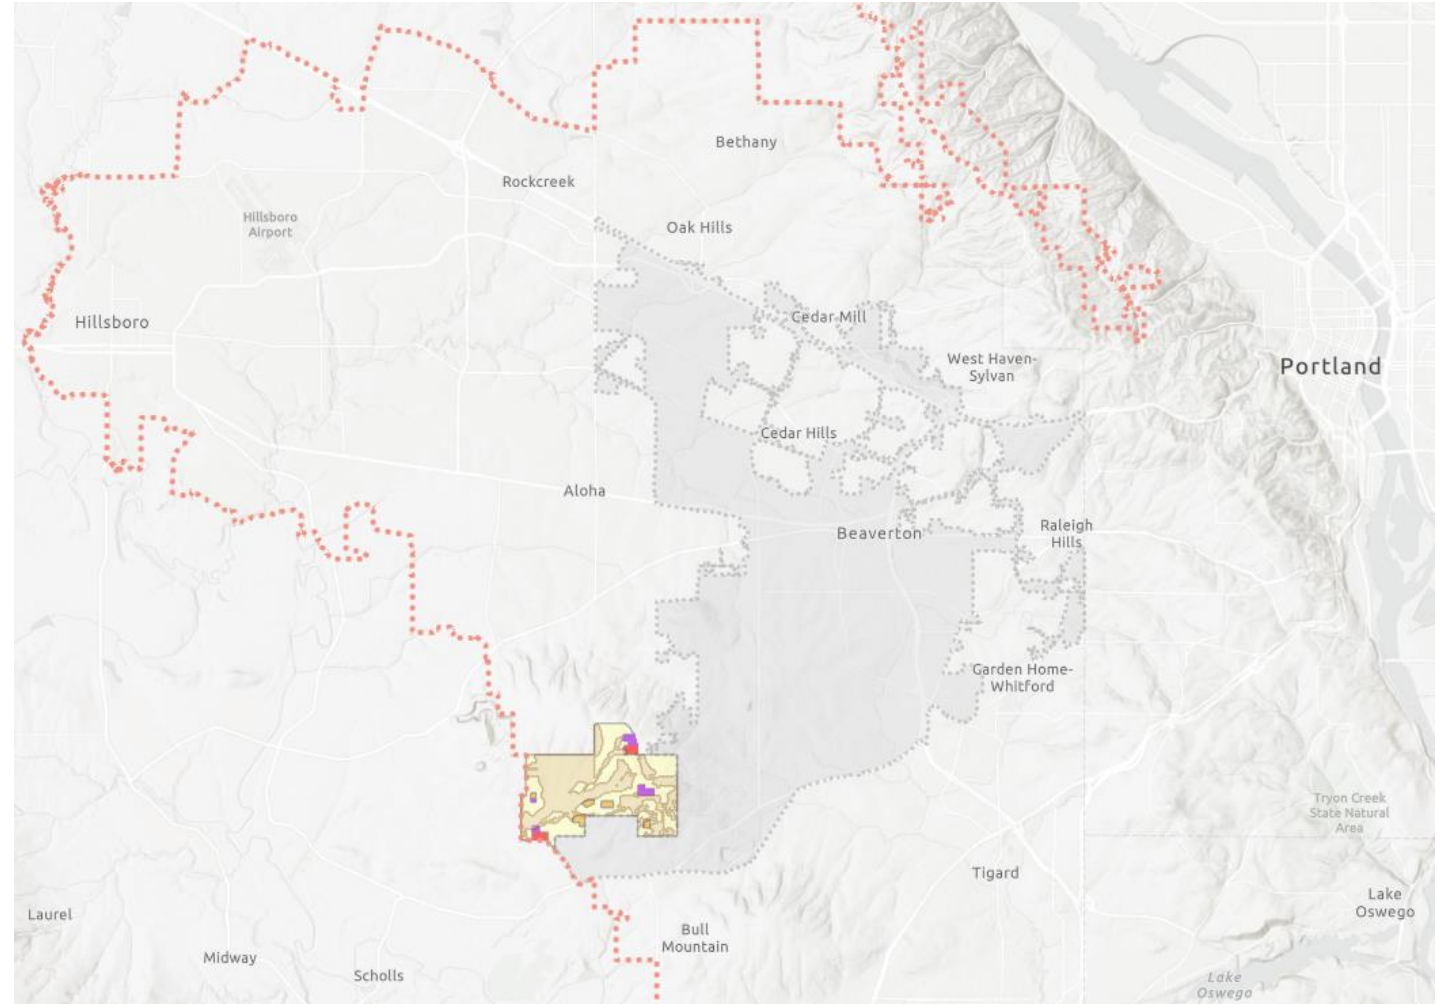 Bethany
Rockcreek
Hillsboro
Airport
Oak Hills
Hillsboro
Cedar Mill
West Haven-
Sylvan
Portland
Cedar Hills
Aloha
Beaverton
Raleigh
Hills
Garden Home-
Whitford
Tryon Creek
State Natural
Area
Tigard
Lake
Oswego
Laurel
Bull
Mountain
Midway
Scholls
Lake
Oswego